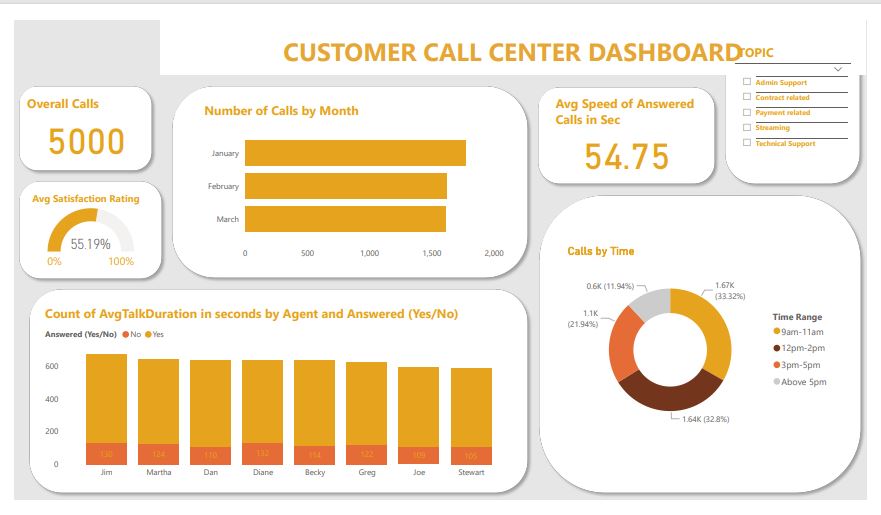 CUSTOMER CALL CENTER DASHBOARD
TOPIC
Admin Support
Contract related
Payment related
Streaming
Technical Support
Overall Calls
5000
Avg Satisfaction Rating
55.19%
0%
100%
Number of Calls by Month
January
February
March
0
500
1,000
1,500
2,000
Avg Speed of Answered
Calls in Sec
54.75
Count of AvgTalkDuration in seconds by Agent and Answered (Yes/No)
Answered (Yes/No) No Yes
600
400
200
0
130
124
110
132
114
122
109
105
Jim
Martha
Dan
Diane
Becky
Greg
Joe
Stewart
Calls by Time
0.6K (11.94%)
1.67K
(33.32%)
1.1K
(21.94%)
1.64K (32.8%)
Time Range
9am-11am
12pm-2pm
3pm-5pm
Above 5pm